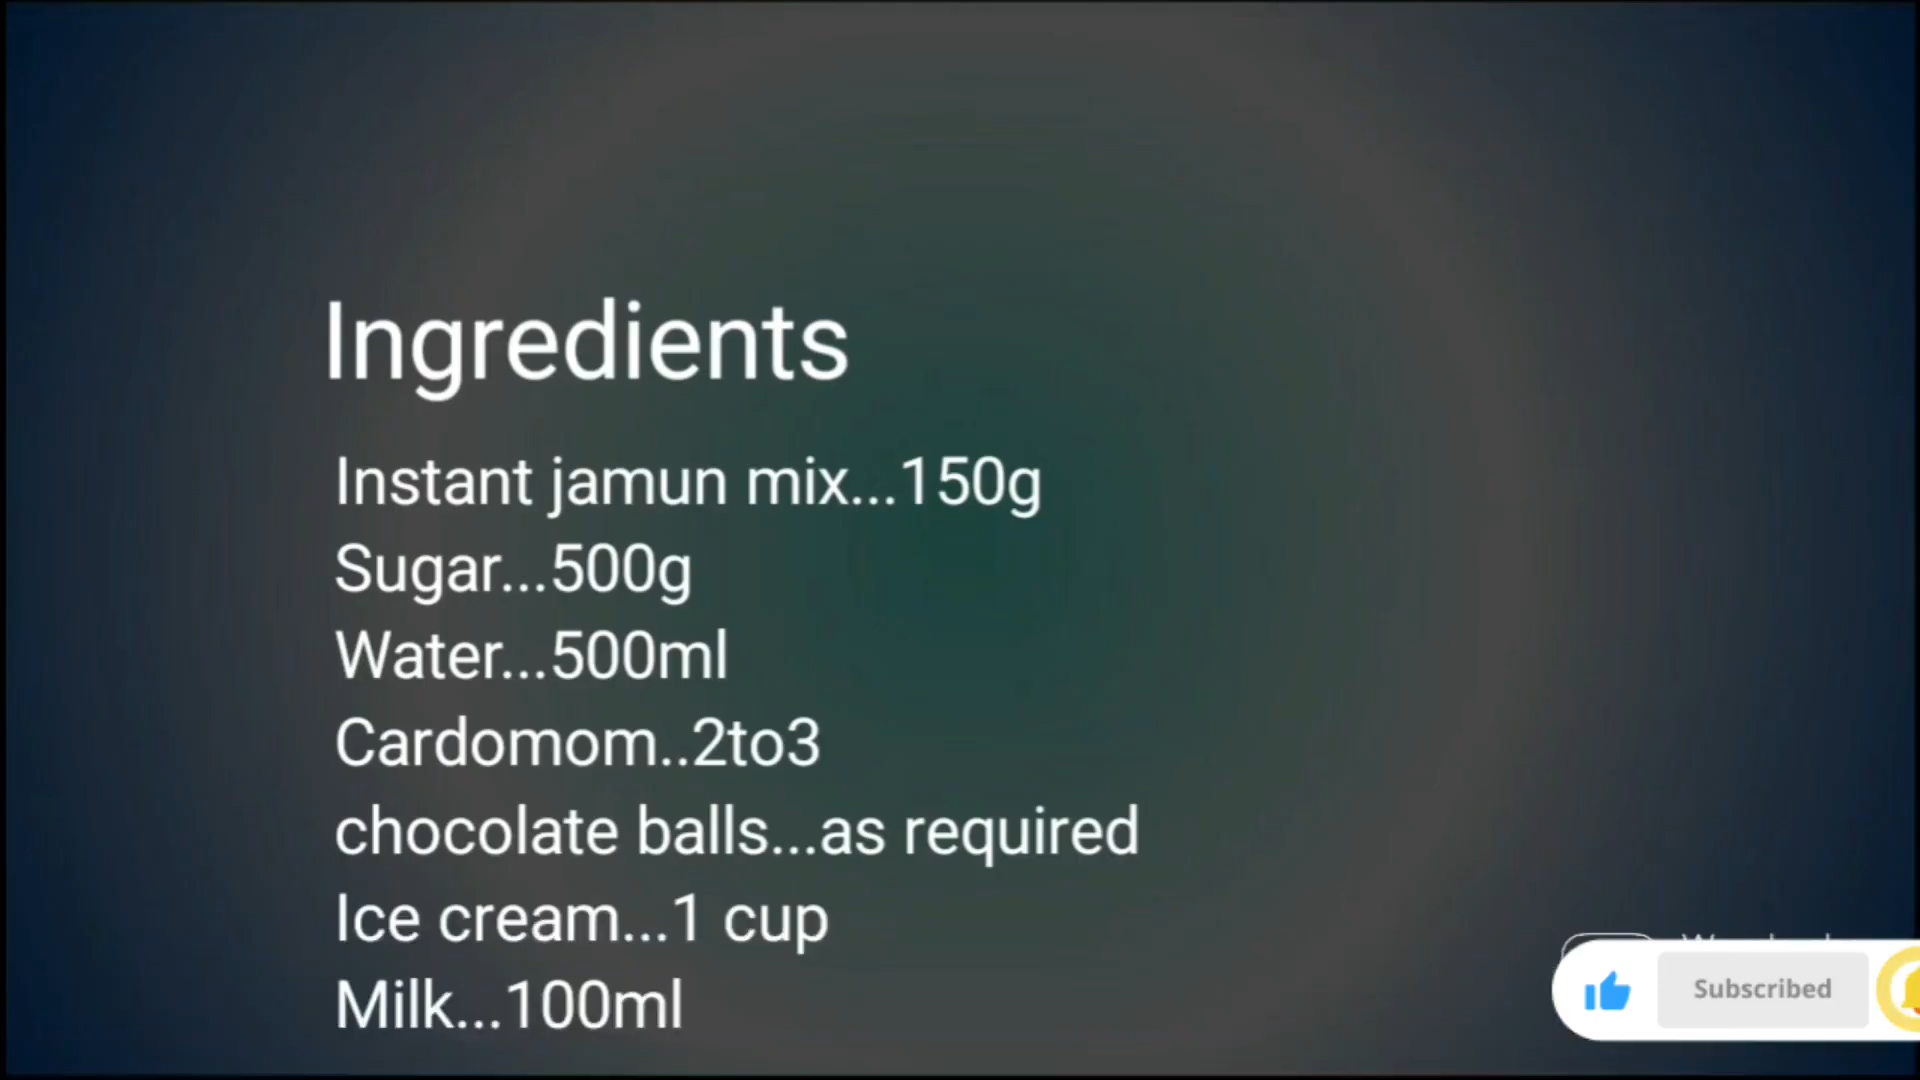 Ingredients
Instant jamun mix...150g
Sugar...500g
Water...500ml
Cardomom..2to3
chocolate balls...as required
Ice cream...1 cup
Milk...100ml
Subscribed